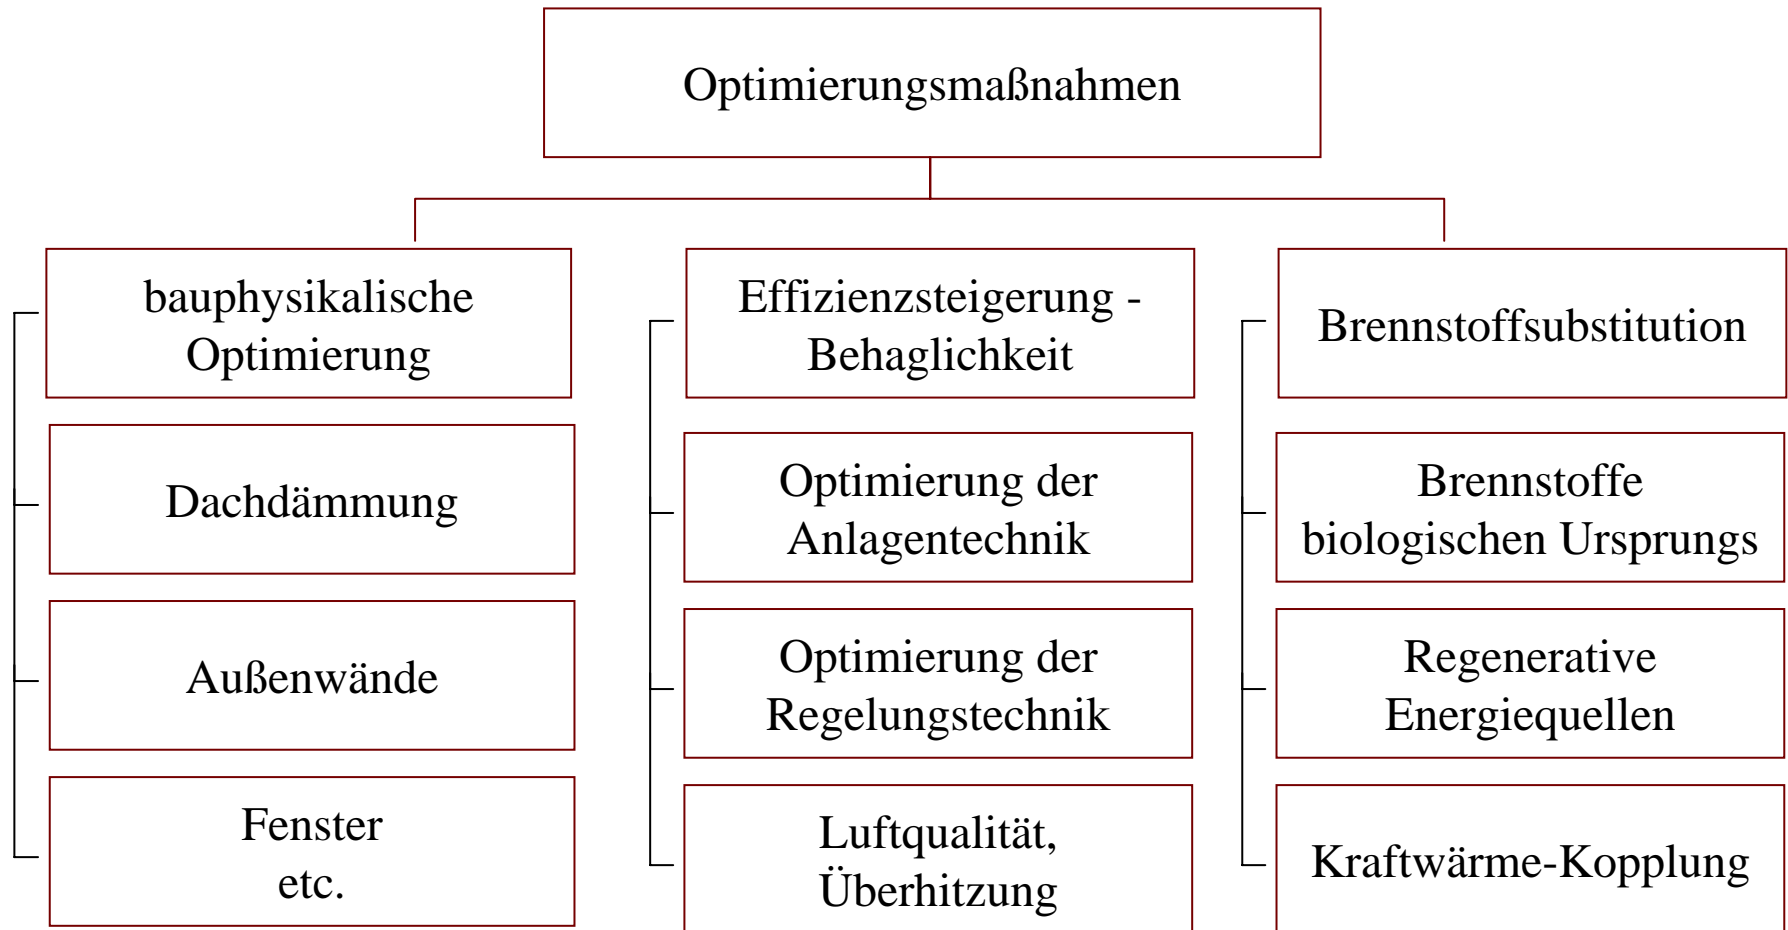 Optimierungsmaßnahmen
bauphysikalische
Optimierung
Dachdämmung
Außenwände
Fenster
etc.
Effizienzsteigerung -
Behaglichkeit
Optimierung der
Anlagentechnik
Optimierung der
Regelungstechnik
Luftqualität,
Überhitzung
Brennstoffsubstitution
Brennstoffe
biologischen Ursprungs
Regenerative
Energiequellen
Kraftwärme-Kopplung